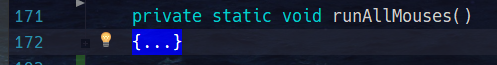 171 private static void runAllMouses()
172 {...}